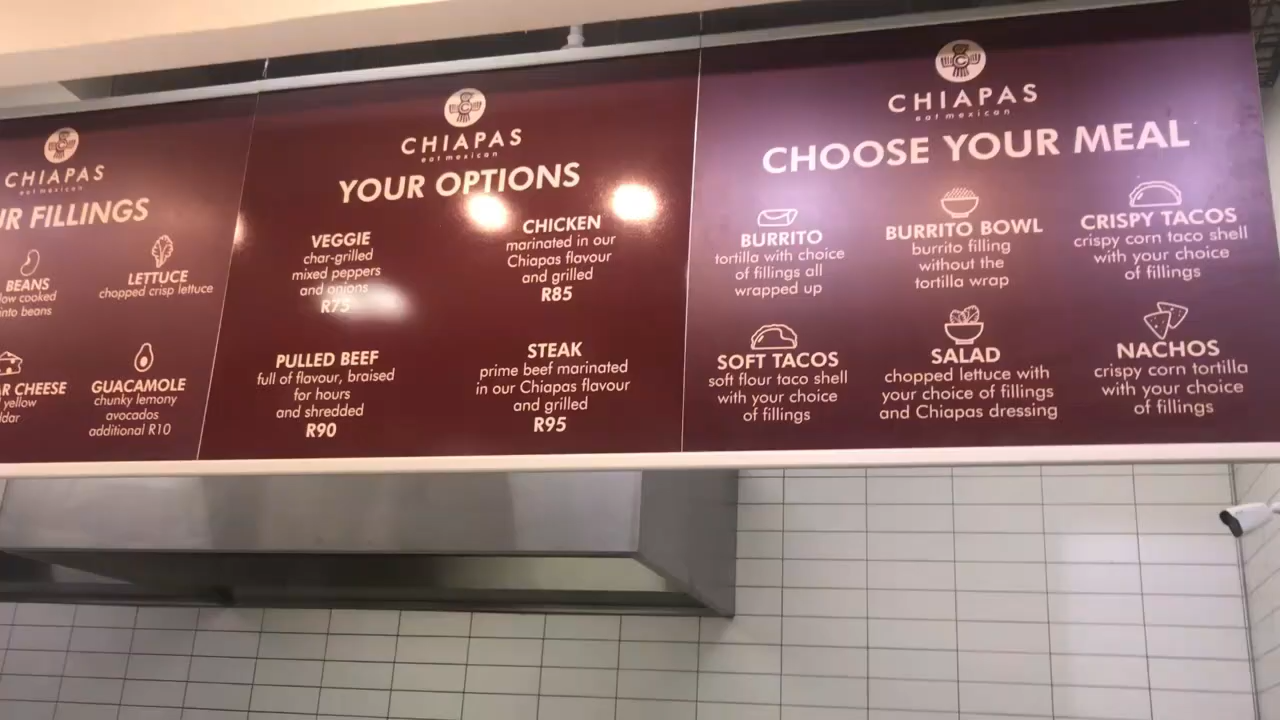 CHIAPAS
eat mexican
FILLINGS
BEANS
cooked
into beans
LETTUCE
chopped crisp lettuce
CHEESE
yellow
GUACAMOLE
chunky lemony
avocados
additional R10
CHIAPAS
eat mexican
YOUR OPTIONS
VEGGIE
char-grilled
mixed peppers
and onions
R75
CHICKEN
marinated in our
Chiapas flavour
and grilled
R85
PULLED BEEF
full of flavour, braised
for hours
and shredded
R90
STEAK
prime beef marinated
in our Chiapas flavour
and grilled
R95
CHIAPAS
eat mexican
CHOOSE YOUR MEAL
BURRITO
tortilla with choice
of fillings all
wrapped up
BURRITO BOWL
burrito filling
without the
tortilla wrap
CRISPY TACOS
crispy corn taco shell
with your choice
of fillings
SOFT TACOS
soft flour taco shell
with your choice
of fillings
SALAD
chopped lettuce with
your choice of fillings
and Chiapas dressing
NACHOS
crispy corn tortilla
with your choice
of fillings